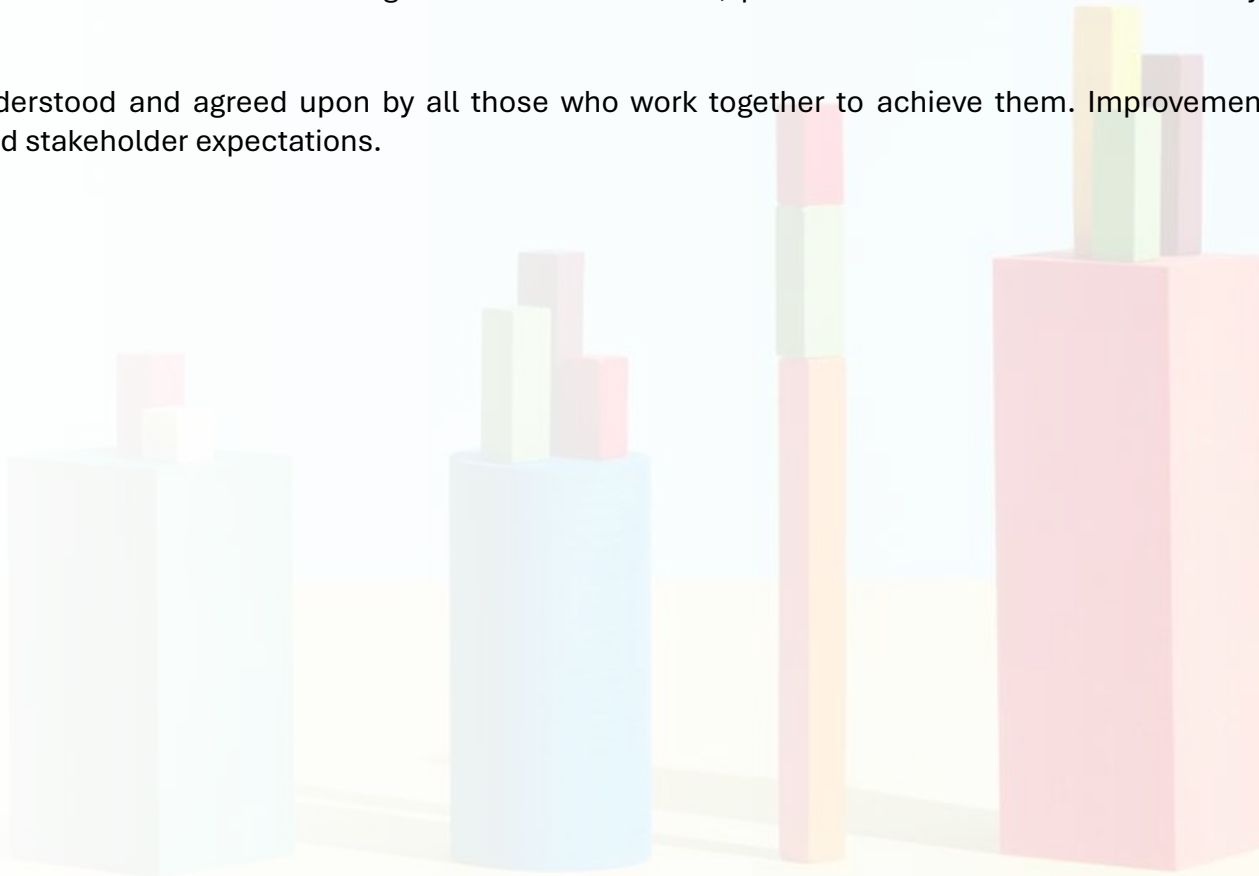 derstood and agreed upon by all those who work together to achieve them. Improvemen
d stakeholder expectations.